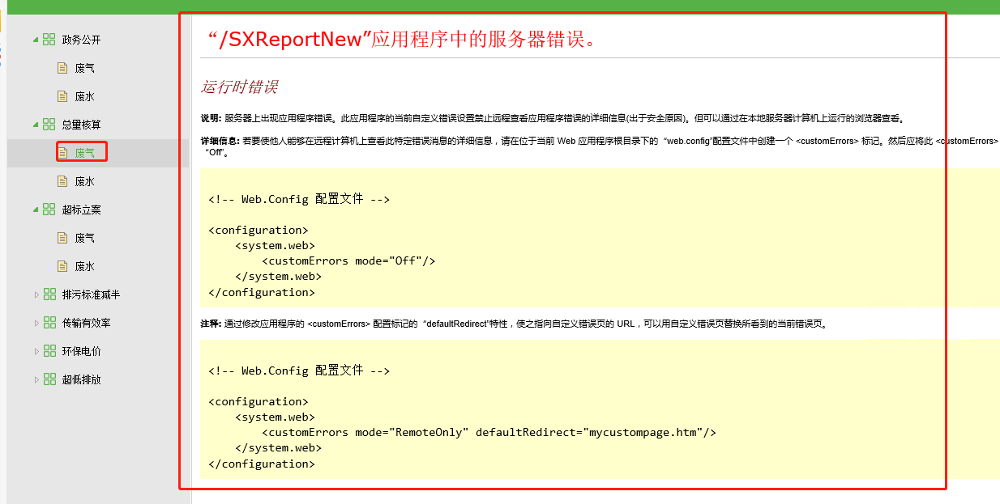 政务公开
废气
废水
总量核算
废气
废水
超标立案
废气
废水
排污标准减半
传输有效率
环保电价
超低排放
“/SXReportNew”应用程序中的服务器错误。
运行时错误
说明: 服务器上出现应用程序错误。此应用程序的当前自定义错误设置禁止远程查看应用程序错误的详细信息(出于安全原因)。但可以通过在本地服务器计算机上运行的浏览器查看。
详细信息: 若要使他人能够在远程计算机上查看此特定错误消息的详细信息，请在位于当前 Web 应用程序根目录下的“web.config”配置文件中创建一个 <customErrors> 标记。然后应将此 <customErrors>
“Off”。
<!-- Web.Config 配置文件 -->
<configuration>
<system.web>
<customErrors mode="Off"/>
</system.web>
</configuration>
注释: 通过修改应用程序的 <customErrors> 配置标记的“defaultRedirect”特性，使之指向自定义错误页的 URL，可以用自定义错误页替换所看到的当前错误页。
<!-- Web.Config 配置文件 -->
<configuration>
<system.web>
<customErrors mode="RemoteOnly" defaultRedirect="mycustompage.htm"/>
</system.web>
</configuration>